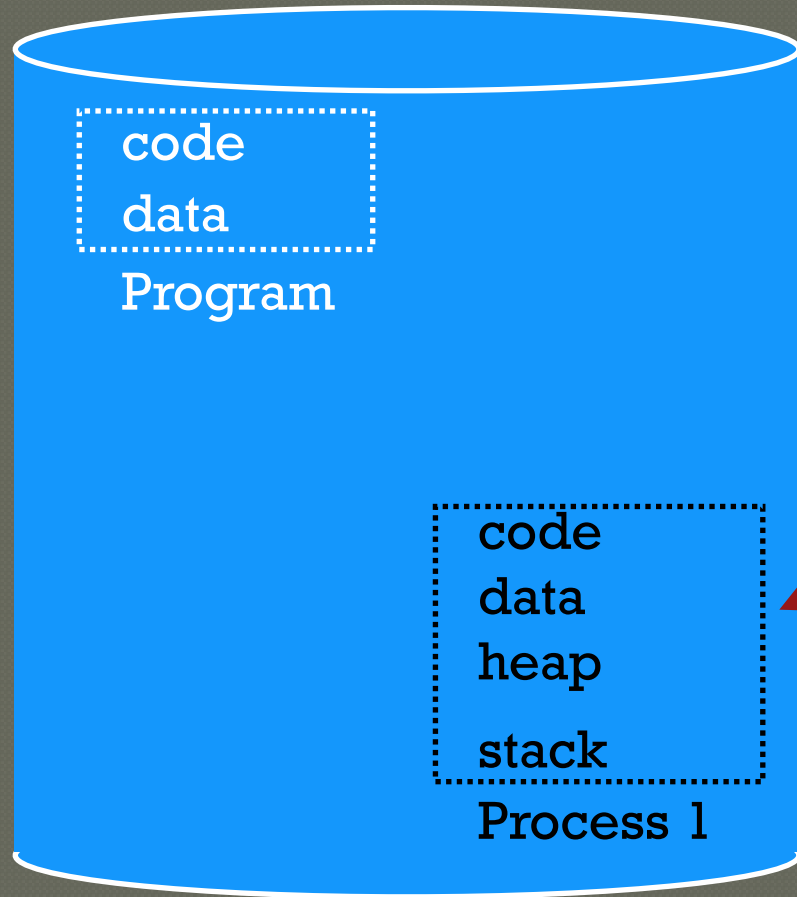 code
data
Program
code
data
heap
stack
Process 1